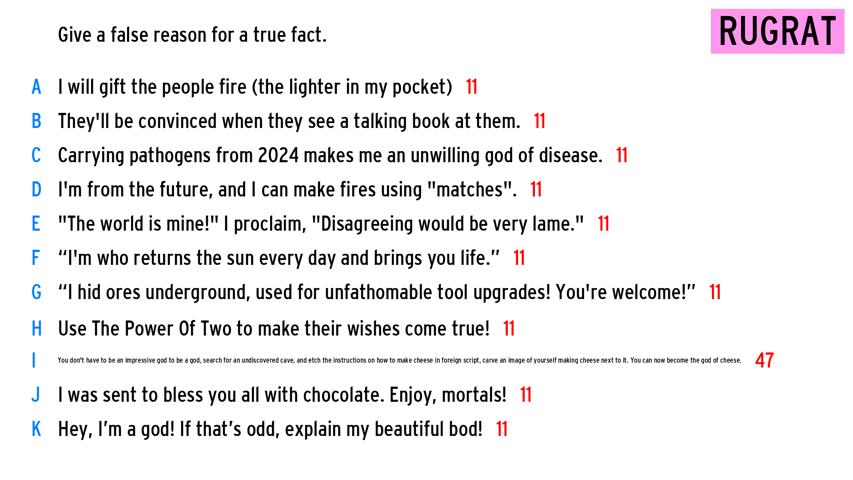 Give a false reason for a true fact.
RUGRAT
A I will gift the people fire (the lighter in my pocket) 11
B They'll be convinced when they see a talking book at them. 11
C Carrying pathogens from 2024 makes me an unwilling god of disease. 11
D I'm from the future, and I can make fires using "matches". 11
E "The world is mine!" I proclaim, "Disagreeing would be very lame." 11
F “I'm who returns the sun every day and brings you life.” 11
G “I hid ores underground, used for unfathomable tool upgrades! You're welcome!” 11
H Use The Power Of Two to make their wishes come true! 11
I You don't have to be an impressive god to be a god, search for an undiscovered cave, and etch the instructions on how to make cheese in foreign script, carve an image of yourself making cheese next to it. You can now become the god of cheese. 47
J I was sent to bless you all with chocolate. Enjoy, mortals! 11
K Hey, I’m a god! If that’s odd, explain my beautiful bod! 11